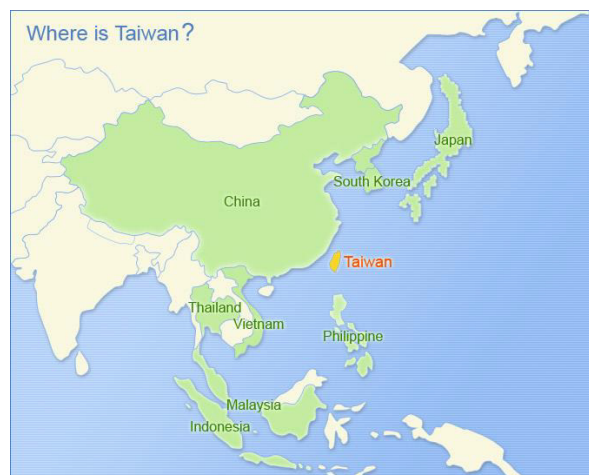 Where is Taiwan?
Japan
South Korea
China
Taiwan
Thailand
Vietnam
Philippine
Malaysia
Indonesia